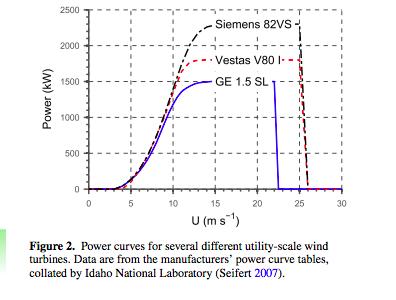 2500
2000
1500
1000
500
0
Power (kW)
Siemens 82VS
Vestas V80 I
GE 1.5 SL
0 5 10 15 20 25 30
U (m s⁻¹)
Figure 2. Power curves for several different utility-scale wind
turbines. Data are from the manufacturers' power curve tables,
collated by Idaho National Laboratory (Seifert 2007).